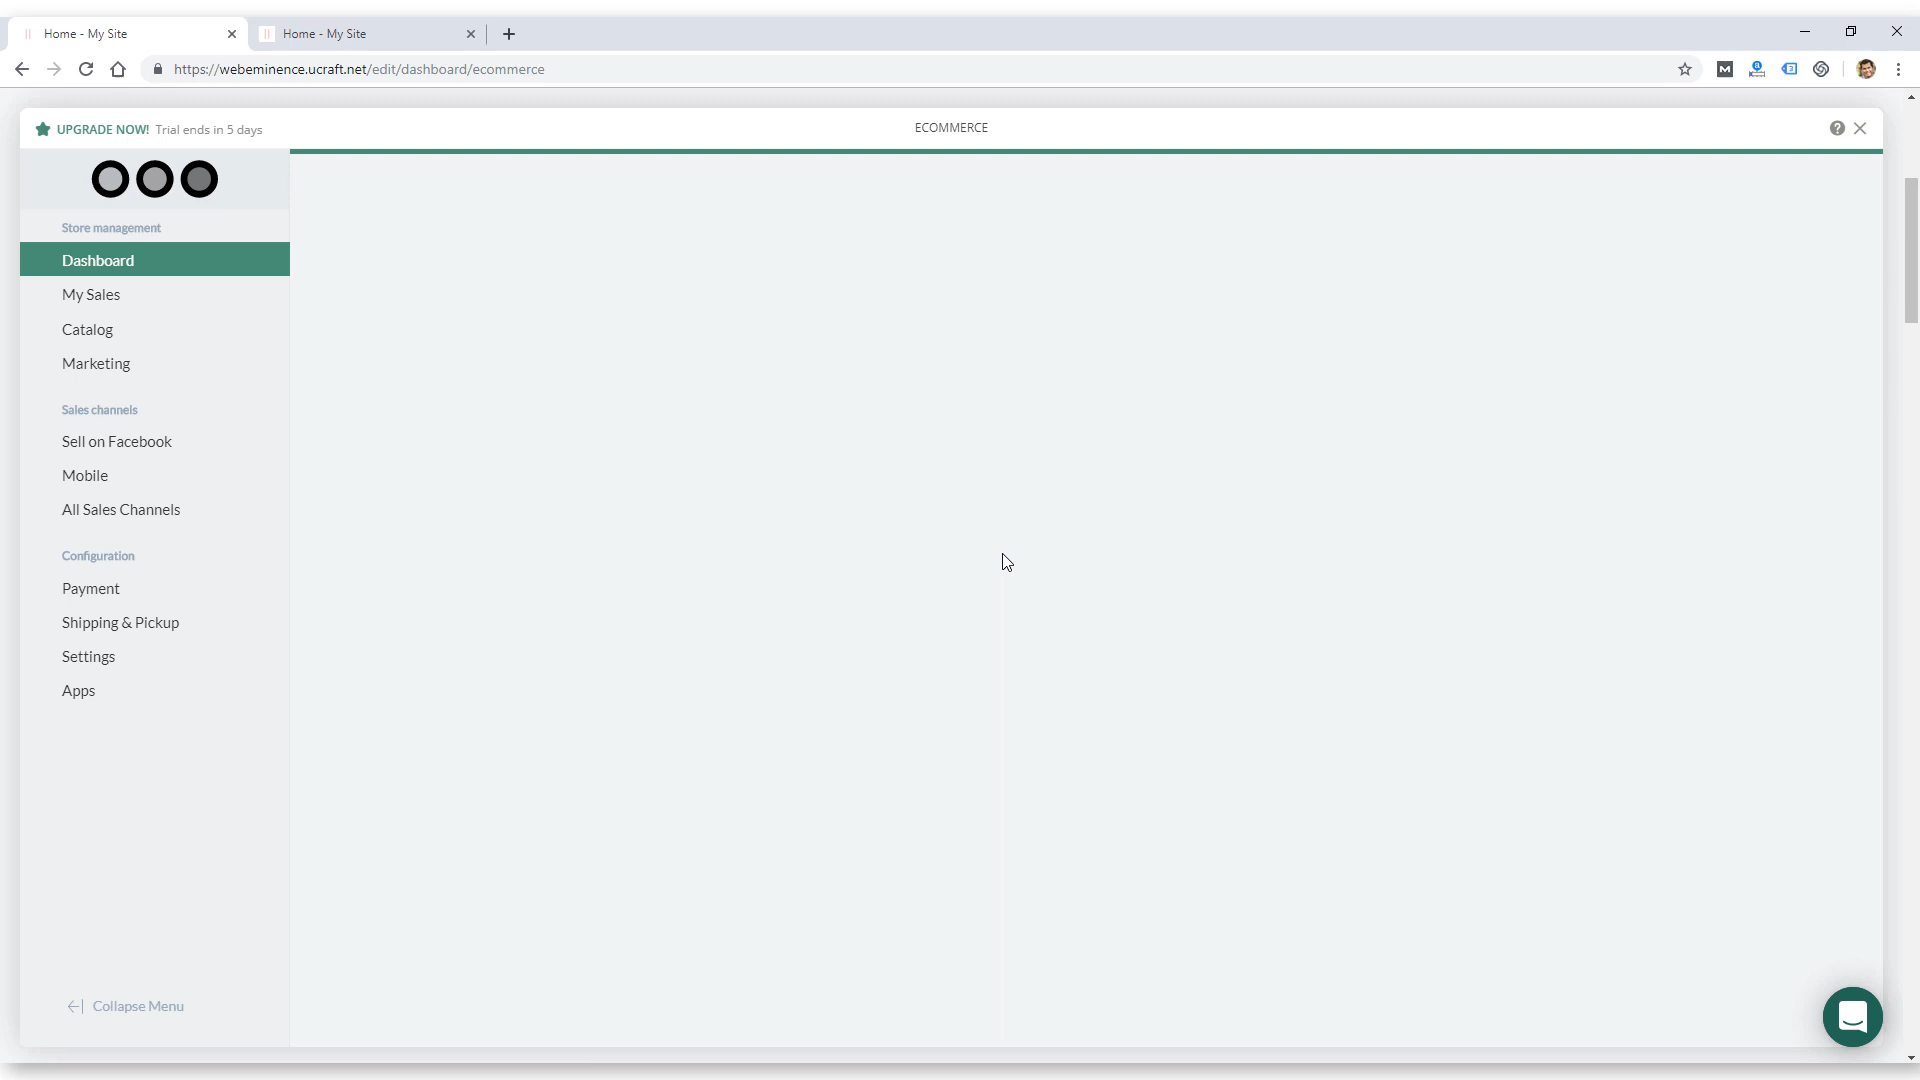 Home - My Site
Home - My Site
https://webeminence.ucraft.net/edit/dashboard/ecommerce
UPGRADE NOW! Trial ends in 5 days
ECOMMERCE
Store management
Dashboard
My Sales
Catalog
Marketing
Sales channels
Sell on Facebook
Mobile
All Sales Channels
Configuration
Payment
Shipping & Pickup
Settings
Apps
Collapse Menu